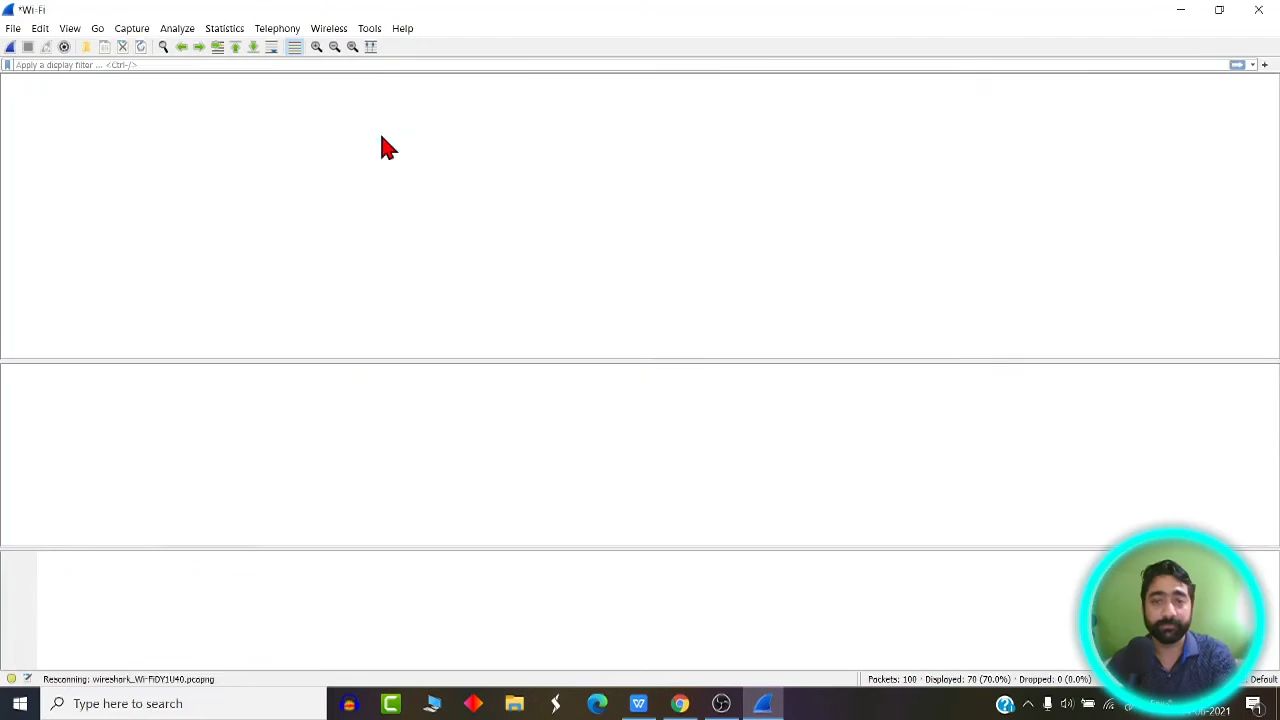 *Wi-Fi
File Edit View Go Capture Analyze Statistics Telephony Wireless Tools Help
Apply a display filter ... <Ctrl-/>
Rescanning: wireshark_Wi-FiDY1U40.pcapng
Packets: 100 · Displayed: 70 (70.0%) · Dropped: 0 (0.0%)
Default
Type here to search
-2021